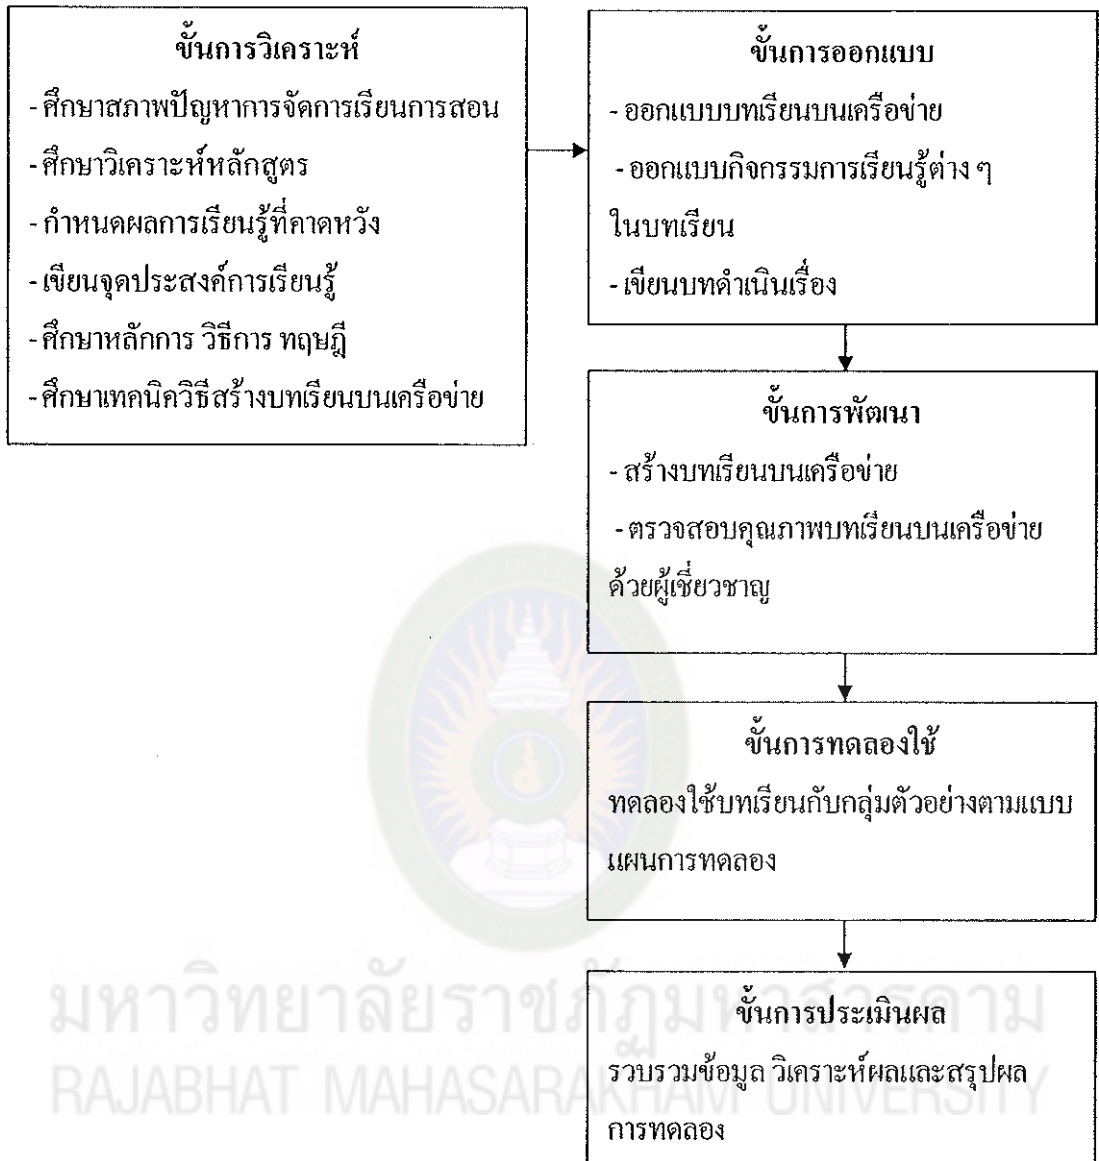 ขั้นการวิเคราะห์
- ศึกษาสภาพปัญหาการจัดการเรียนการสอน
- ศึกษาวิเคราะห์หลักสูตร
- กำหนดผลการเรียนรู้ที่คาดหวัง
- เขียนจุดประสงค์การเรียนรู้
- ศึกษาหลักการ วิธีการ ทฤษฎี
- ศึกษาเทคนิควิธีสร้างบทเรียนบนเครือข่าย
ขั้นการออกแบบ
- ออกแบบบทเรียนบนเครือข่าย
- ออกแบบกิจกรรมการเรียนรู้ต่าง ๆ
ในบทเรียน
- เขียนบทดำเนินเรื่อง
ขั้นการพัฒนา
- สร้างบทเรียนบนเครือข่าย
- ตรวจสอบคุณภาพบทเรียนบนเครือข่าย
ด้วยผู้เชี่ยวชาญ
ขั้นการทดลองใช้
ทดลองใช้บทเรียนกับกลุ่มตัวอย่างตามแบบ
แผนการทดลอง
ขั้นการประเมินผล
รวบรวมข้อมูล วิเคราะห์ผลและสรุปผล
การทดลอง
มหาวิทยาลัยราชภัฏมหาสารคาม
RAJABHAT MAHASARAKHAM UNIVERSITY